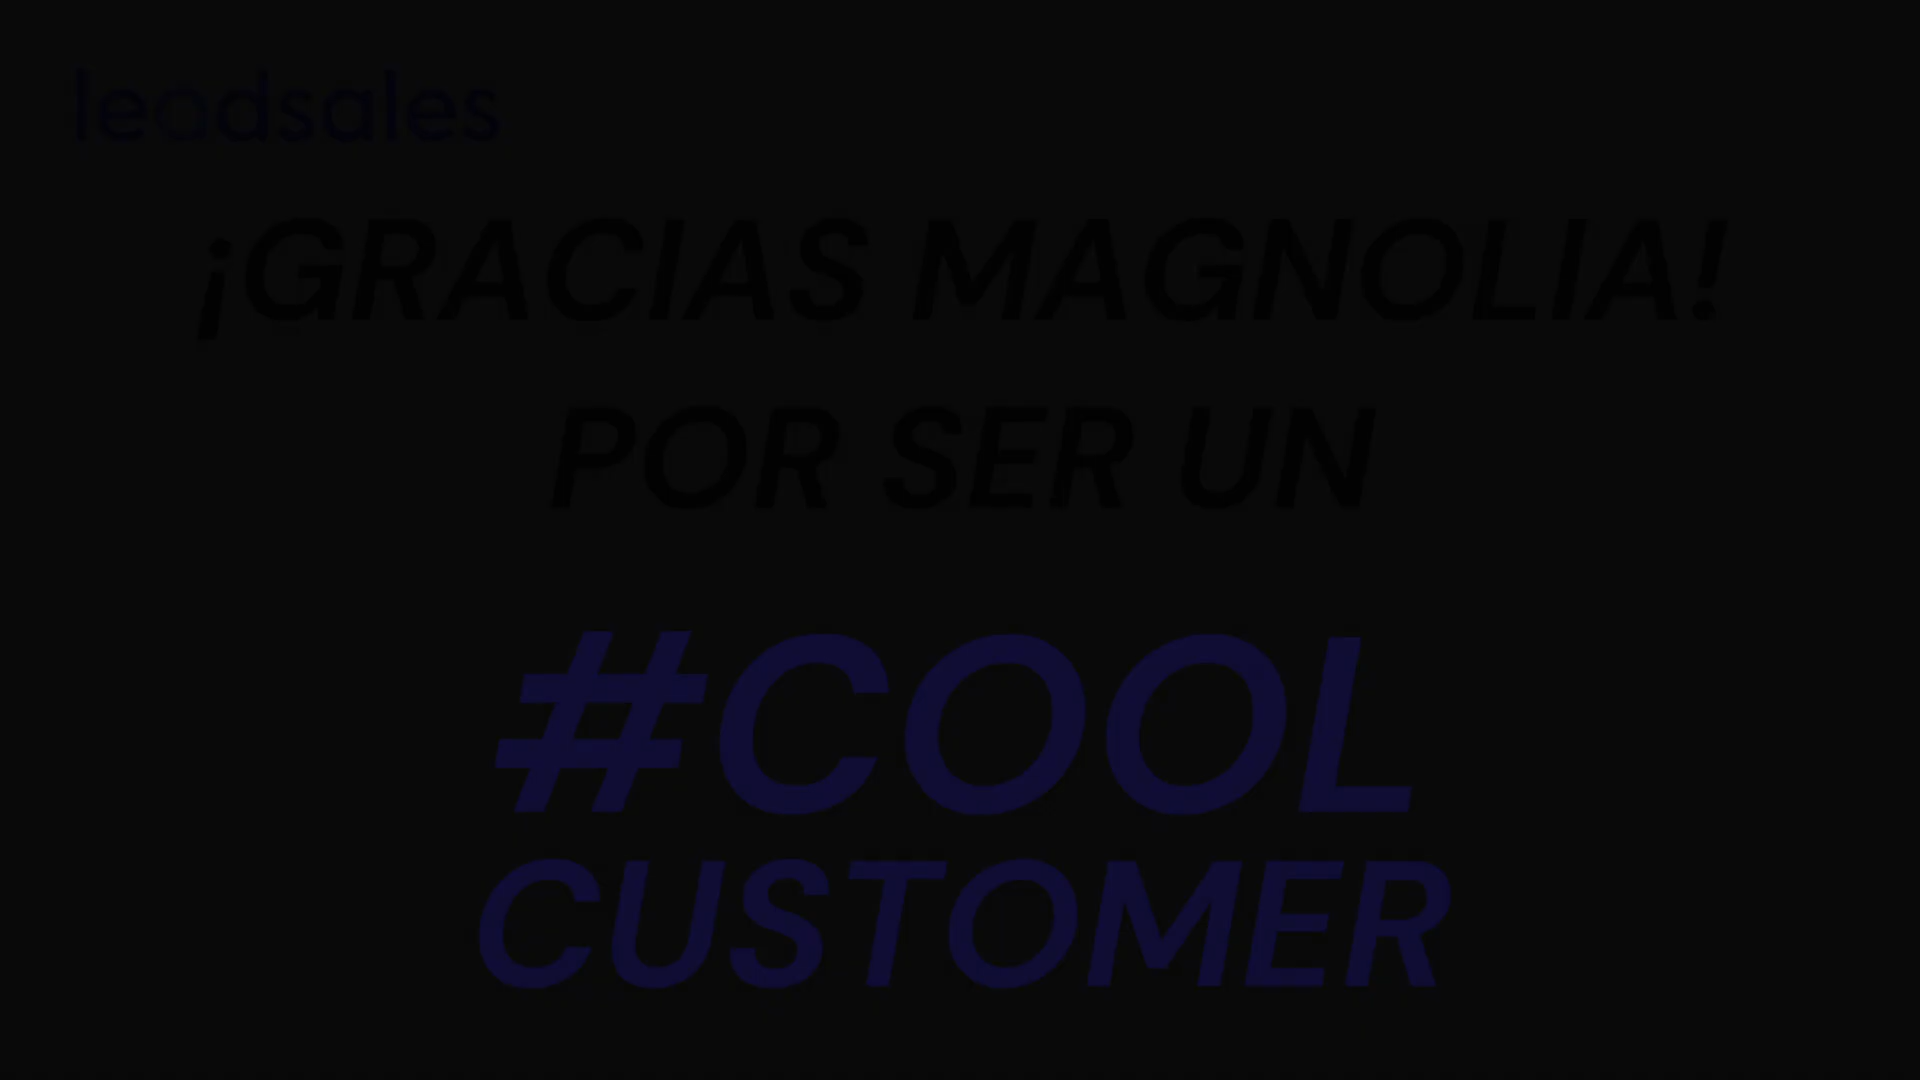 leadsales
¡GRACIAS MAGNOLIA!
POR SER UN
#COOL
CUSTOMER